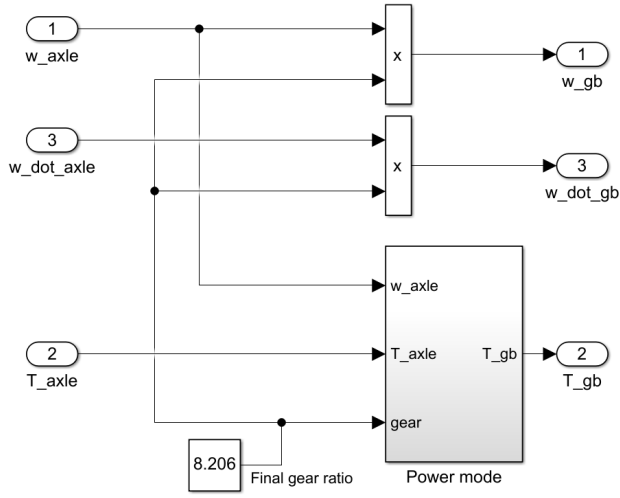 1
w_axle
x
1
w_gb
3
w_dot_axle
x
3
w_dot_gb
w_axle
2
T_axle
T_axle
T_gb
2
T_gb
gear
8.206
Final gear ratio
Power mode